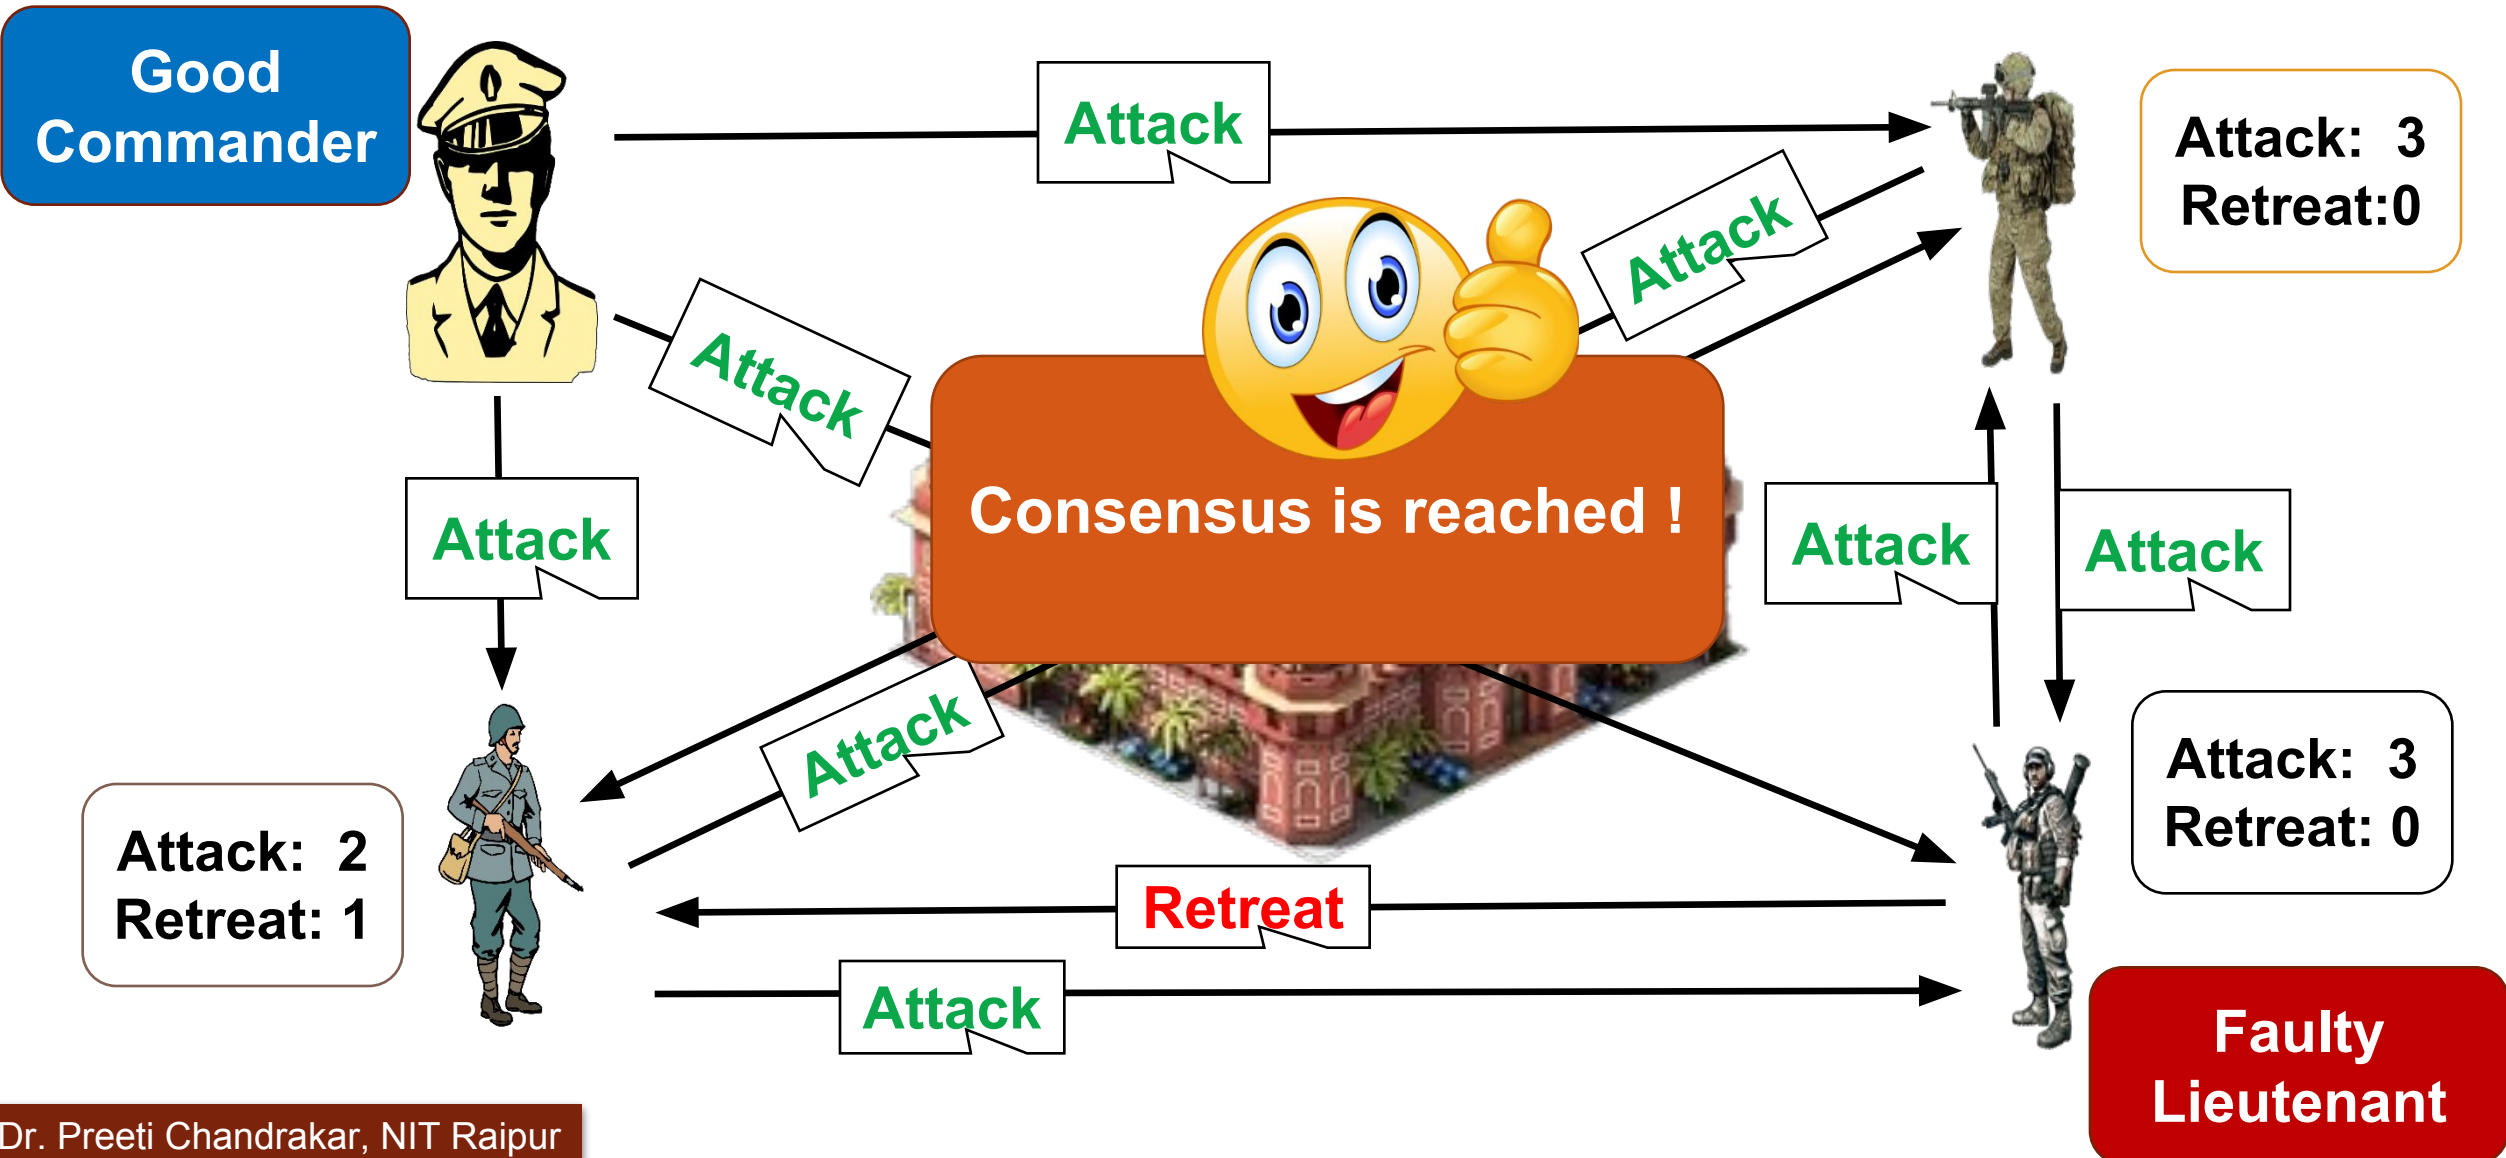 Good
Commander
Attack
Attack:  3
Retreat:0
Attack
Attack
Consensus is reached !
Attack
Attack
Attack
Attack
Attack:  3
Retreat: 0
Attack:  2
Retreat: 1
Retreat
Attack
Faulty
Lieutenant
Dr. Preeti Chandrakar, NIT Raipur